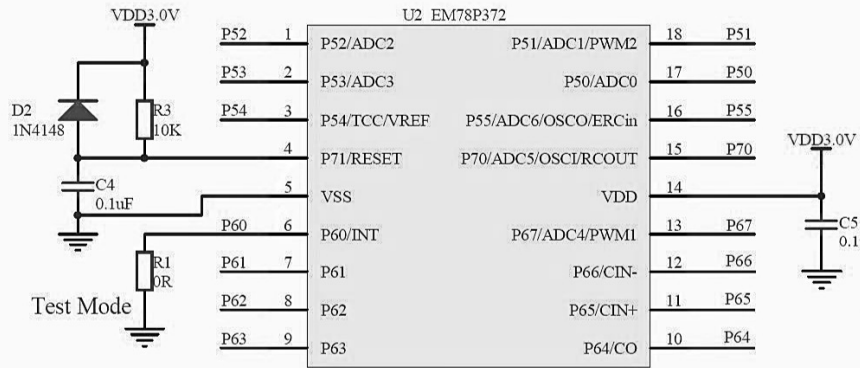 U2 EM78P372
VDD3.0V
P52 1 P52/ADC2 P51/ADC1/PWM2 18 P51
P53 2 P53/ADC3 P50/ADC0 17 P50
D2 R3
1N4148 10K
P54 3 P54/TCC/VREF P55/ADC6/OSCO/ERCin 16 P55
VDD3.0V
4 P71/RESET P70/ADC5/OSCI/RCOUT 15 P70
C4
0.1uF
5 VSS VDD 14
P60 6 P60/INT P67/ADC4/PWM1 13 P67
C5
0.1
R1
0R
P61 7 P61 P66/CIN- 12 P66
Test Mode
P62 8 P62 P65/CIN+ 11 P65
P63 9 P63 P64/CO 10 P64